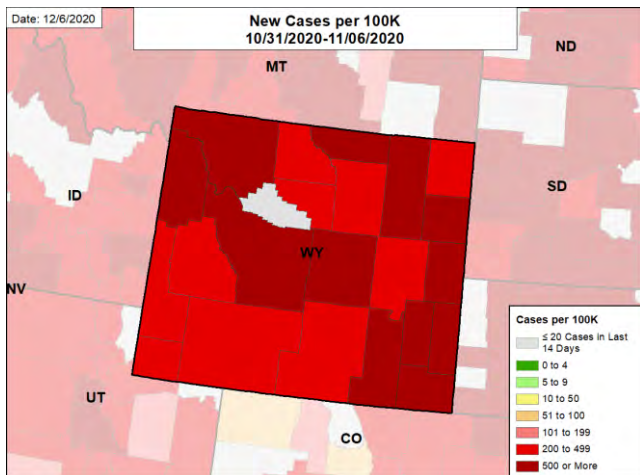 Date: 12/6/2020
New Cases per 100K
10/31/2020-11/06/2020
ND
MT
ID
SD
WY
NV
UT
CO
Cases per 100K
≤ 20 Cases in Last
14 Days
0 to 4
5 to 9
10 to 50
51 to 100
101 to 199
200 to 499
500 or More